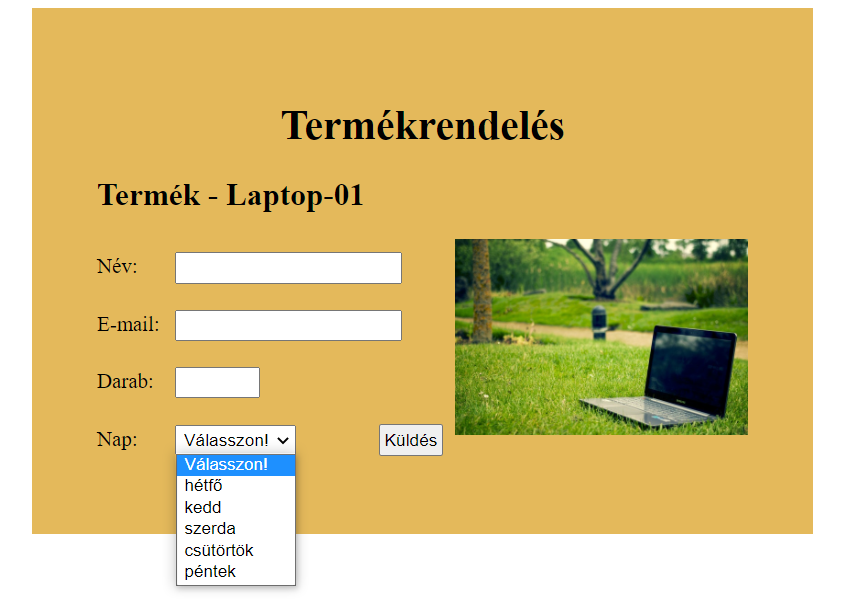 Termékrendelés
Termék - Laptop-01
Név:
E-mail:
Darab:
Nap:
Válasszon!
Küldés
Válasszon!
hétfő
kedd
szerda
csütörtök
péntek